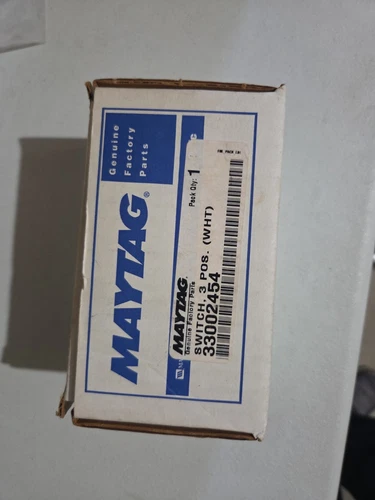 MAYTAG®
Genuine
Factory
Parts
MAYTAG
Genuine Factory Parts
Pack Qty: 1
SWITCH, 3 POS. (WHT)
33002454